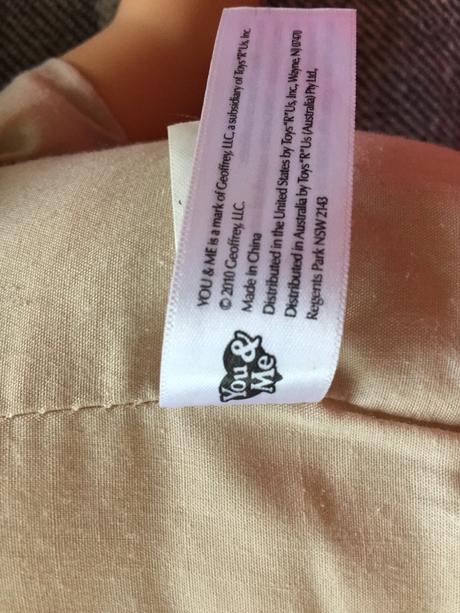 You &
Me
YOU & ME is a mark of Geoffrey, LLC, a subsidiary of Toys"R"Us, Inc.
© 2010 Geoffrey, LLC.
Made in China
Distributed in the United States by Toys"R"Us, Inc., Wayne, NJ 07470
Distributed in Australia by Toys"R"Us (Australia) Pty Ltd,
Regents Park NSW 2143